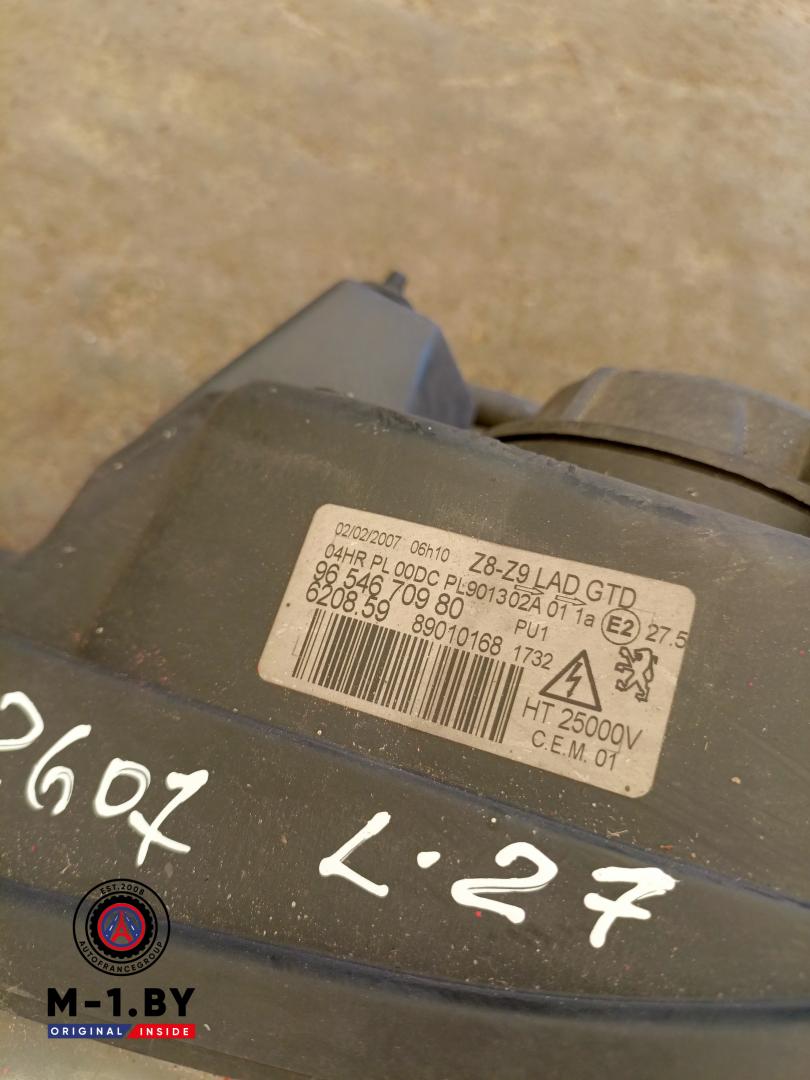 02/02/2007 06h10 Z8-Z9 LAD GTD
04HR PL 00DC PL901302A 01 1a E2 27.5
96 546 709 80 PU1
6208.59 89010168 1732
HT 25000V
C.E.M. 01
2607 L.27
EST.2008
AUTOFRANCEGROUP
M-1.BY
ORIGINAL INSIDE